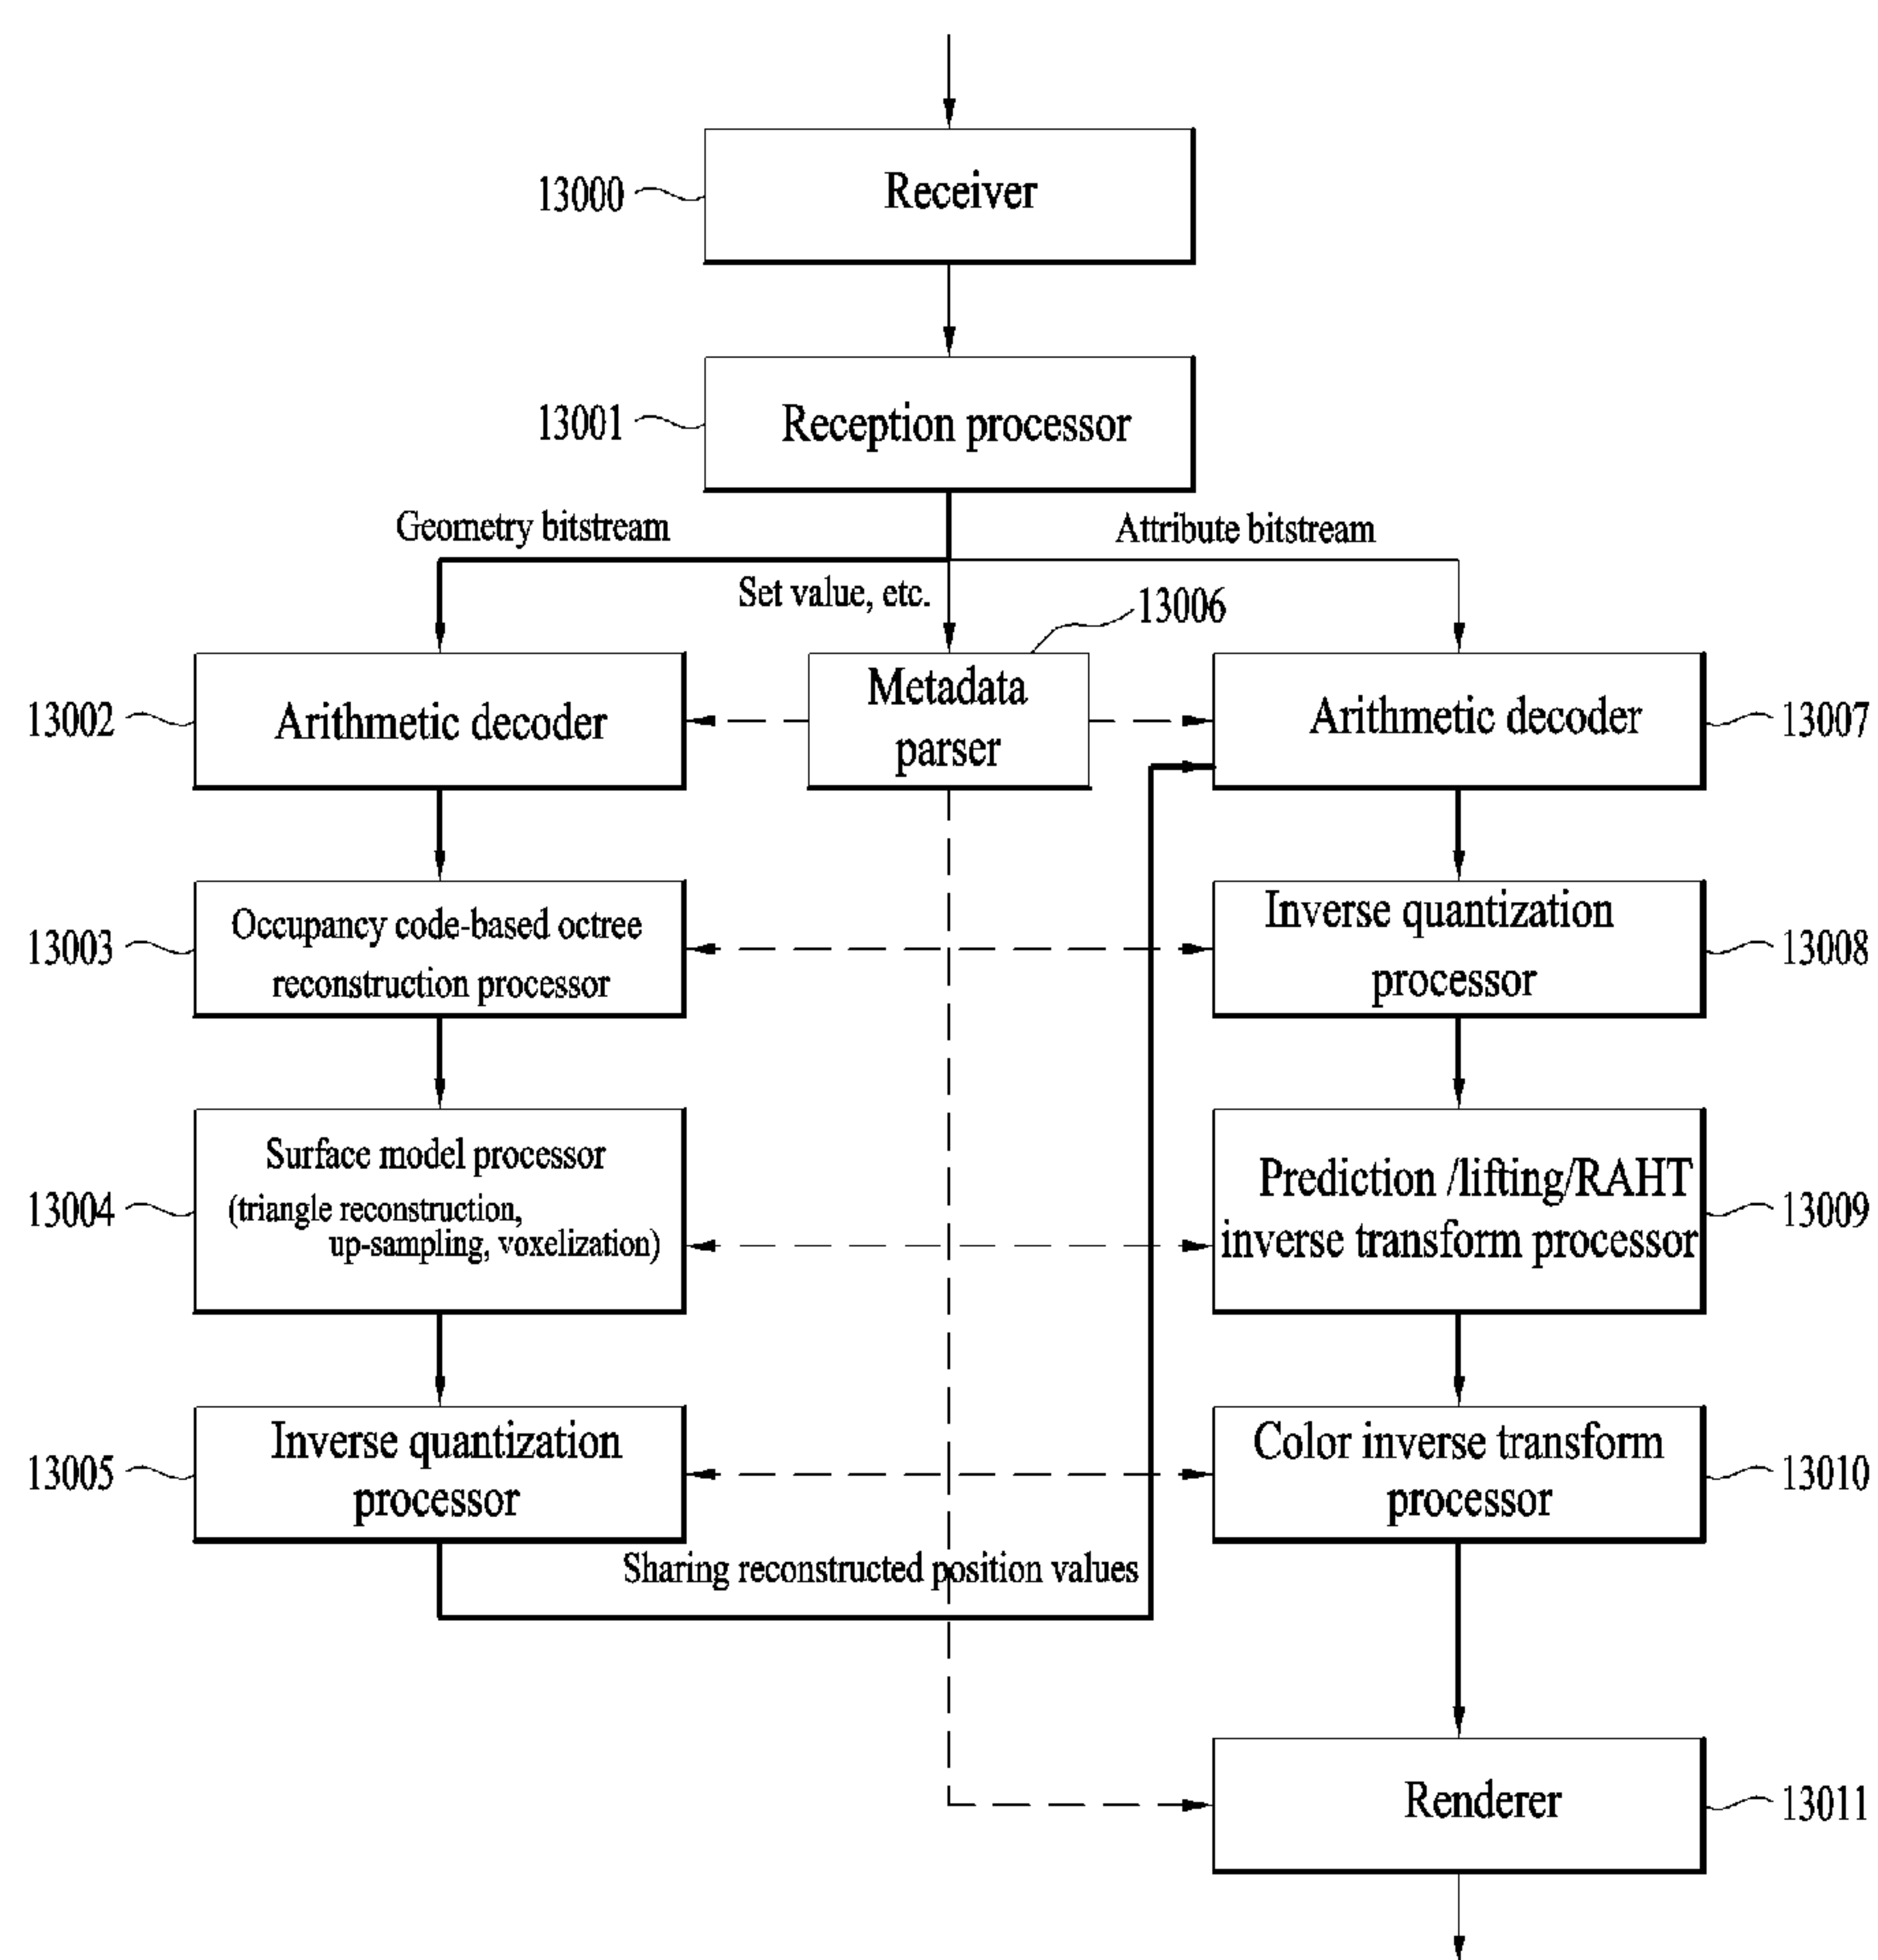 13000
Receiver
13001
Reception processor
Geometry bitstream
Attribute bitstream
Set value, etc.
13006
13002
Arithmetic decoder
Metadata
parser
Arithmetic decoder
13007
13003
Occupancy code-based octree
reconstruction processor
Inverse quantization
processor
13008
13004
Surface model processor
(triangle reconstruction,
up-sampling, voxelization)
Prediction /lifting/RAHT
inverse transform processor
13009
13005
Inverse quantization
processor
Color inverse transform
processor
13010
Sharing reconstructed position values
Renderer
13011